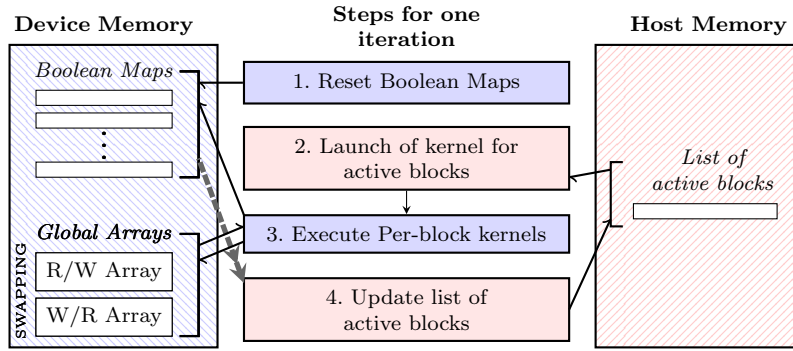 Device Memory
Steps for one
iteration
Host Memory
Boolean Maps
1. Reset Boolean Maps
2. Launch of kernel for
active blocks
List of
active blocks
Global Arrays
3. Execute Per-block kernels
SWAPPING
R/W Array
W/R Array
4. Update list of
active blocks